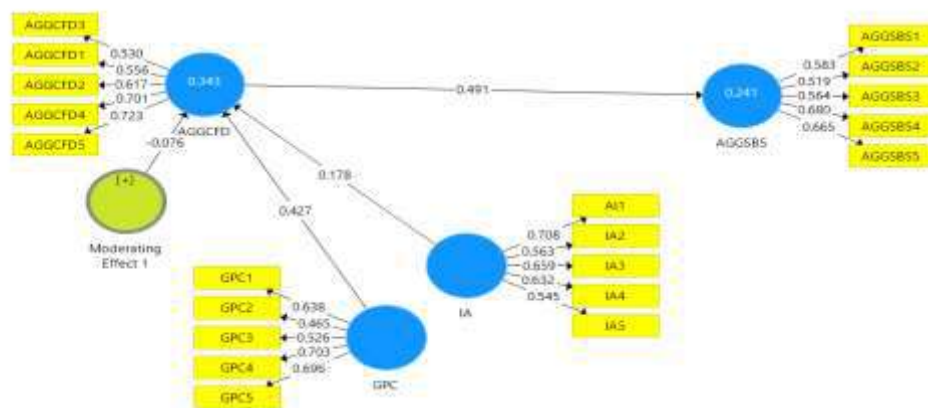 AGGCFD3
AGGCFD1
AGGCFD2
AGGCFD4
AGGCFD5
0.530
0.556
0.617
0.701
0.723
0.343
AGGCFD
-0.076
[+]
Moderating
Effect 1
0.491
0.241
AGGSBS
0.583
0.519
0.564
0.680
0.665
AGGSBS1
AGGSBS2
AGGSBS3
AGGSBS4
AGGSBS5
0.178
0.427
IA
0.708
0.563
0.659
0.632
0.545
AI1
IA2
IA3
IA4
IA5
GPC1
GPC2
GPC3
GPC4
GPC5
0.638
0.465
0.526
0.703
0.696
GPC